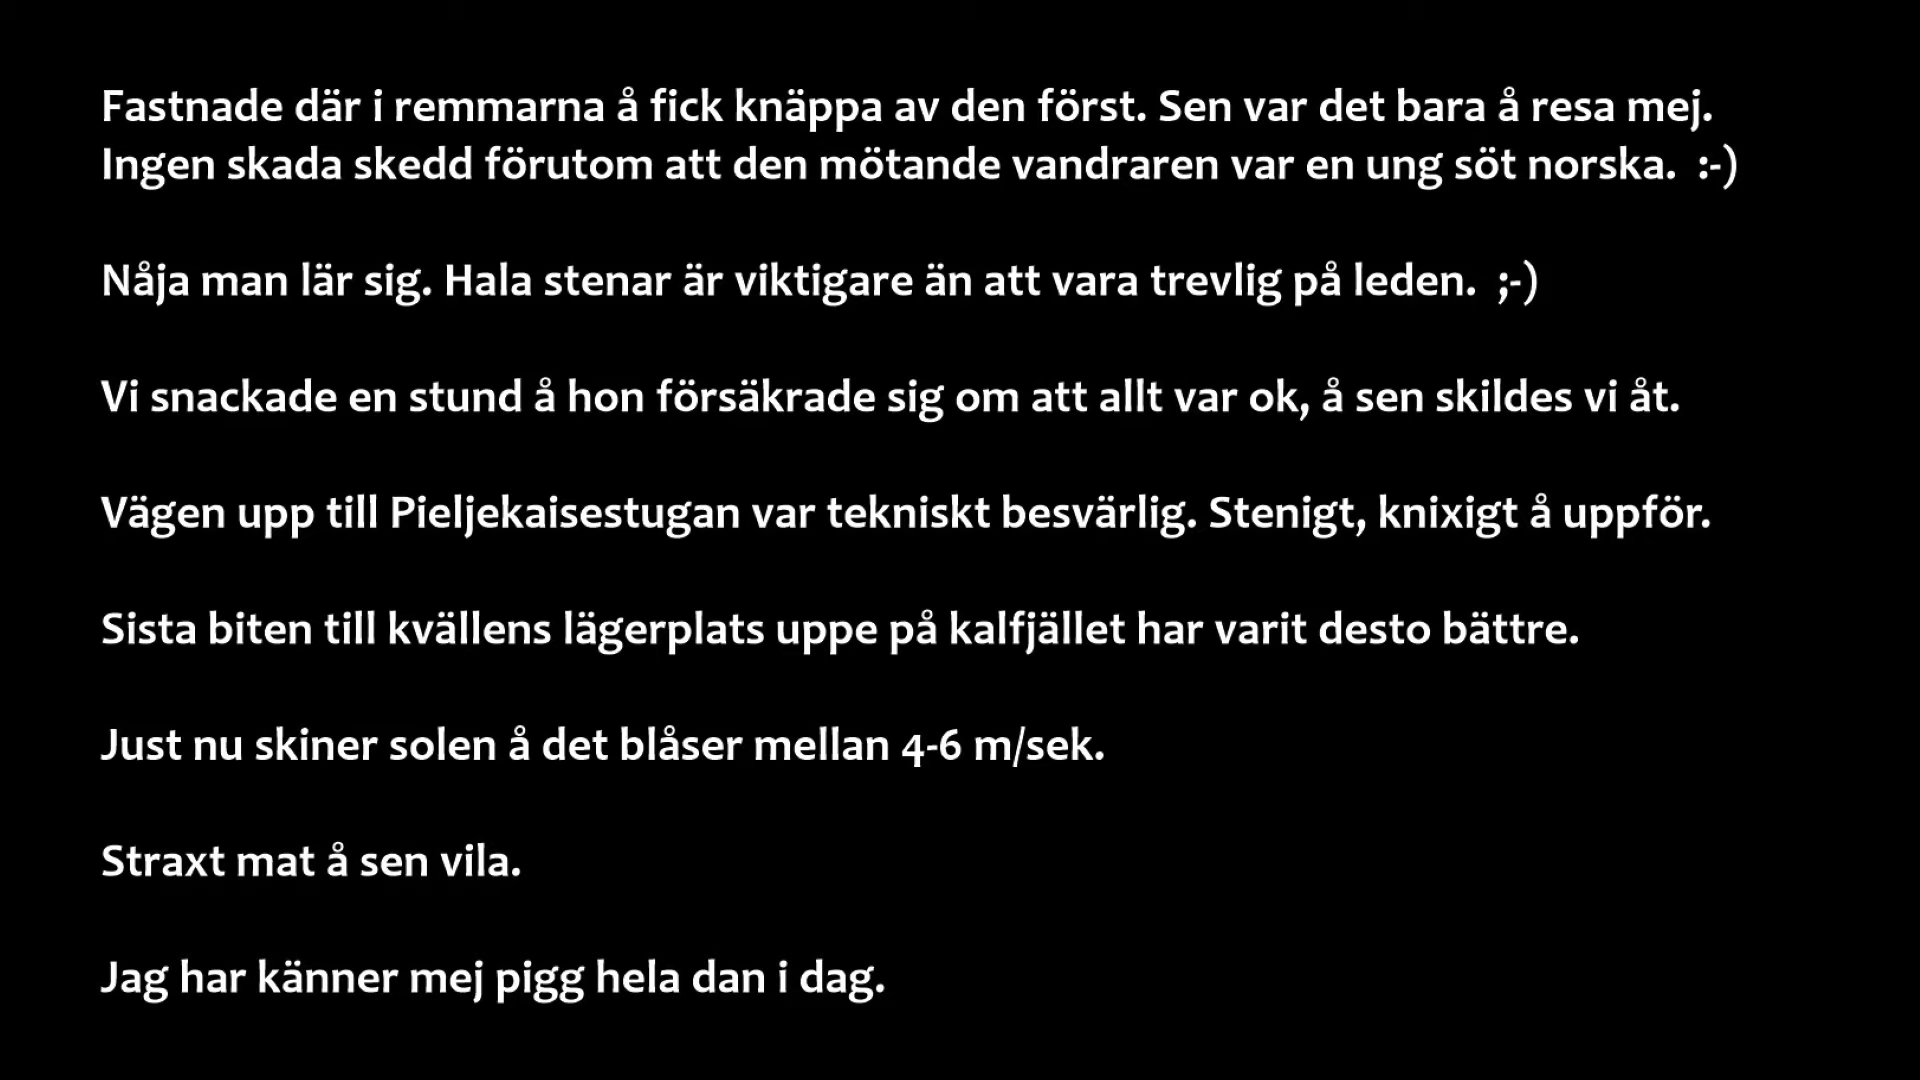 Fastnade där i remmarna å fick knäppa av den först. Sen var det bara å resa mej.
Ingen skada skedd förutom att den mötande vandraren var en ung söt norska.  :-)
Nåja man lär sig. Hala stenar är viktigare än att vara trevlig på leden.  ;-)
Vi snackade en stund å hon försäkrade sig om att allt var ok, å sen skildes vi åt.
Vägen upp till Pieljekaisestugan var tekniskt besvärlig. Stenigt, knixigt å uppför.
Sista biten till kvällens lägerplats uppe på kalfjället har varit desto bättre.
Just nu skiner solen å det blåser mellan 4-6 m/sek.
Straxt mat å sen vila.
Jag har känner mej pigg hela dan i dag.